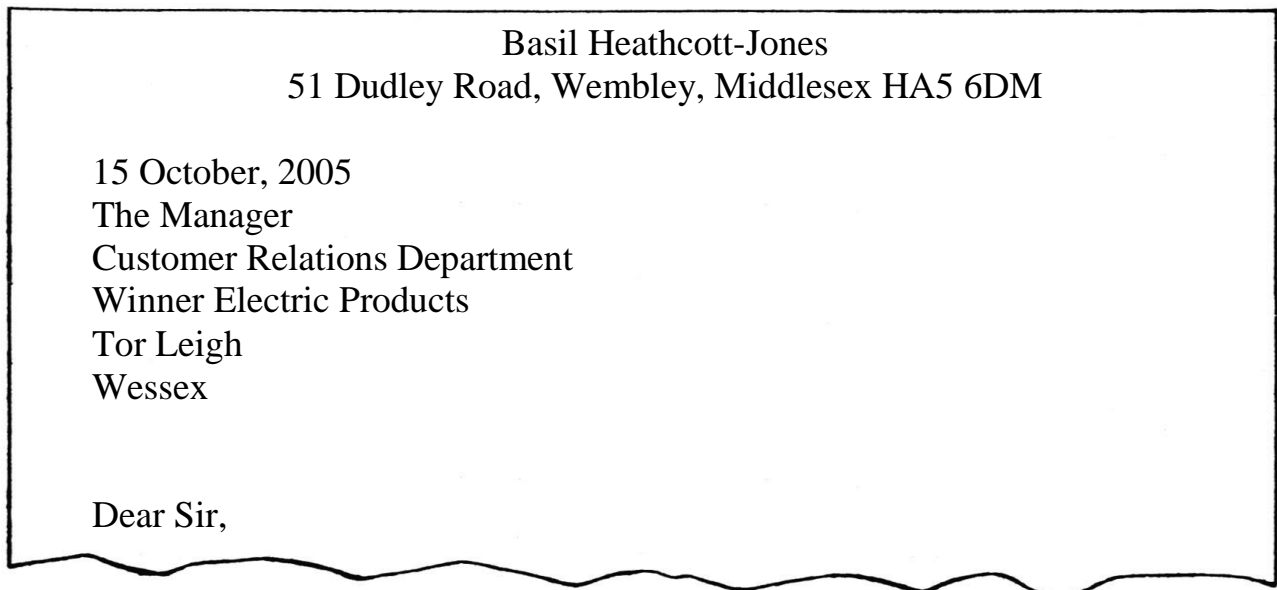 Basil Heathcott-Jones
51 Dudley Road, Wembley, Middlesex HA5 6DM
15 October, 2005
The Manager
Customer Relations Department
Winner Electric Products
Tor Leigh
Wessex
Dear Sir,